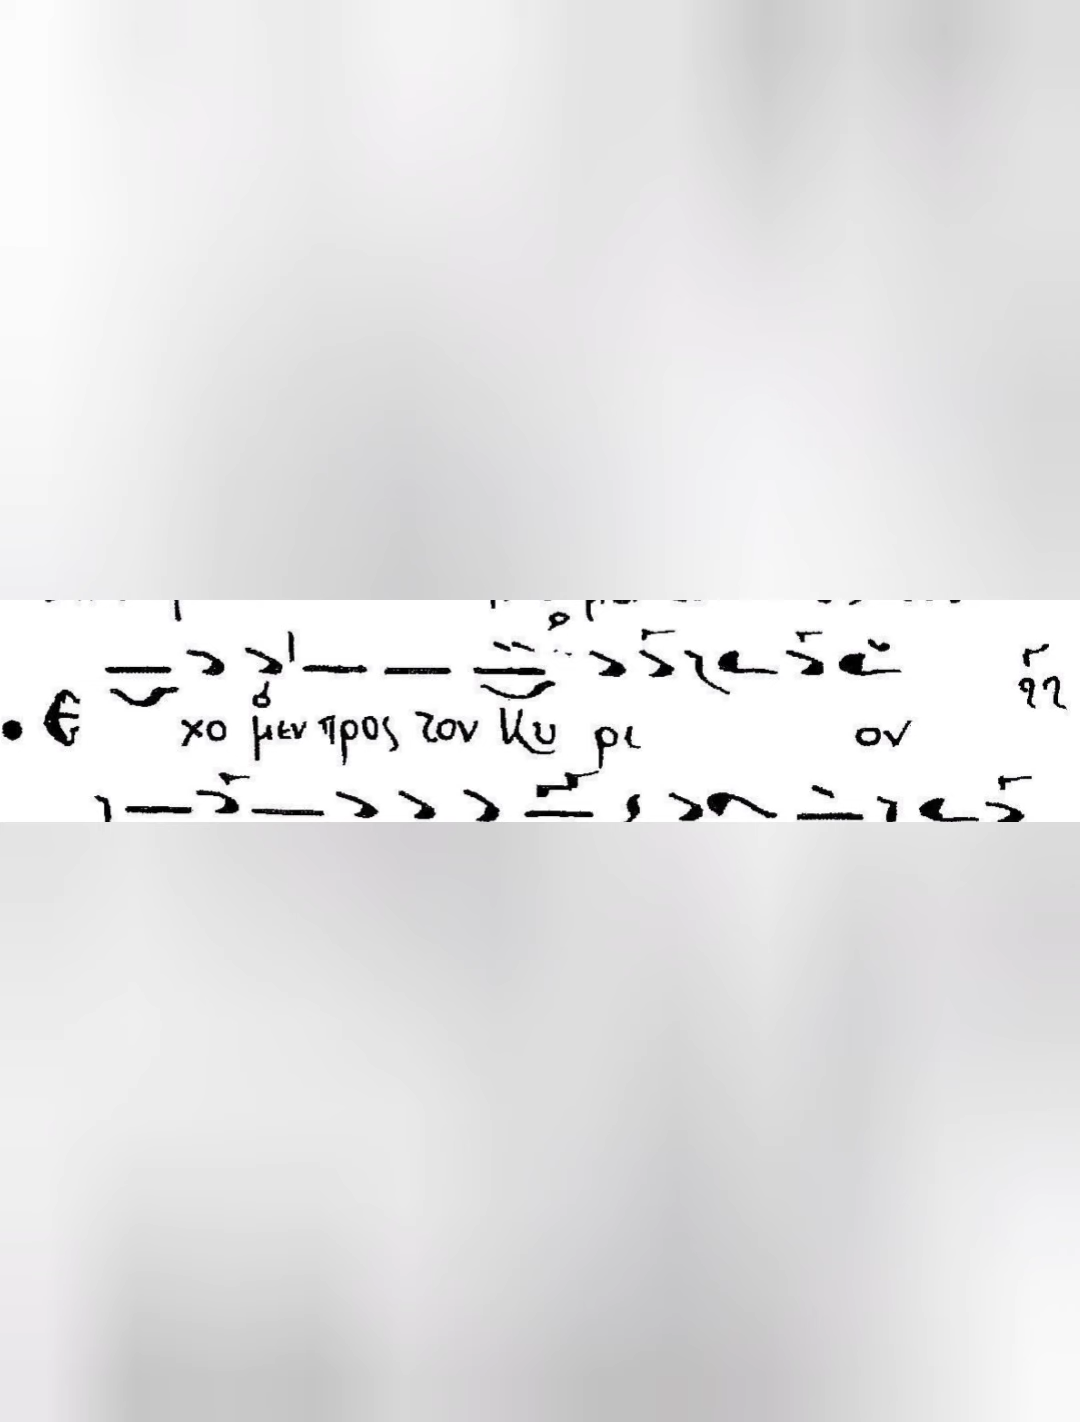 Ε χο μεν προς τον Κυ ρι ον